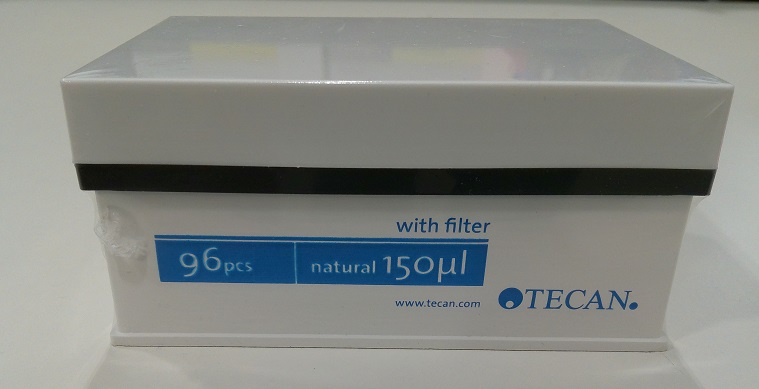 with filter
96pcs natural 150µl
www.tecan.com
TECAN.